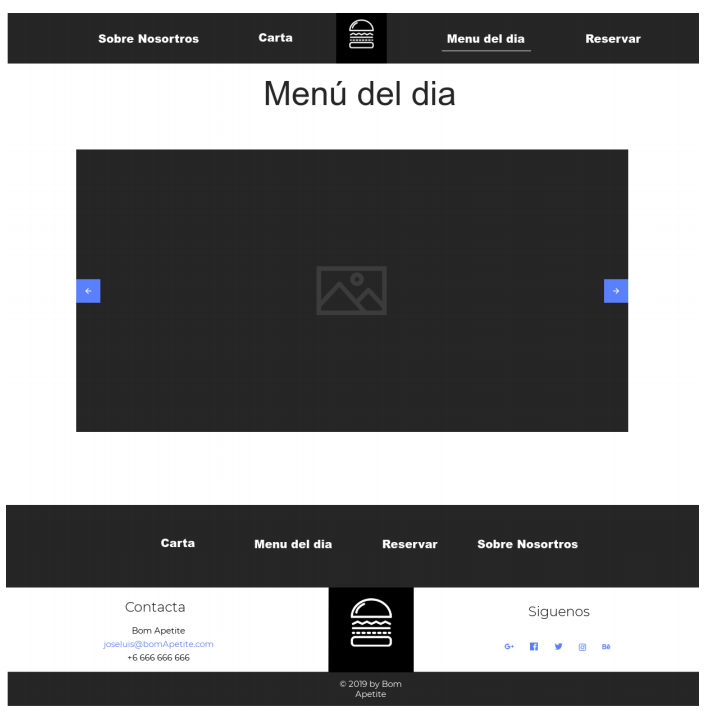 Sobre Nosortros
Carta
Menu del dia
Reservar
Menú del dia
Carta
Menu del dia
Reservar
Sobre Nosortros
Contacta
Bom Apetite
joseluis@bomApetite.com
+6 666 666 666
Siguenos
G+
Bē
© 2019 by Bom
Apetite